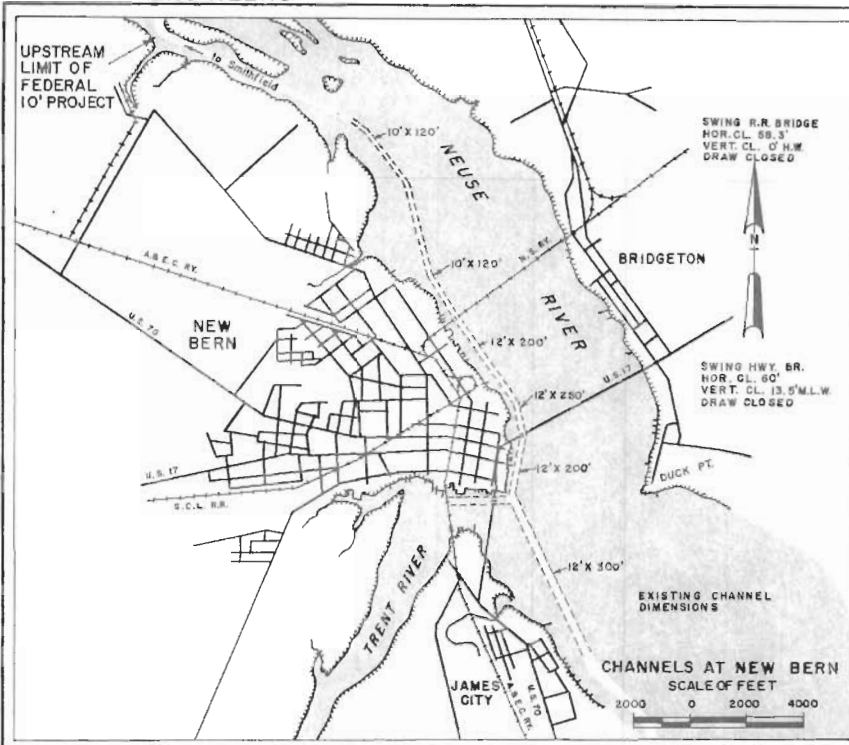 UPSTREAM
LIMIT OF
FEDERAL
10' PROJECT
to Smithfield
10' X 120'
NEUSE
RIVER
SWING R.R. BRIDGE
HOR. CL. 58.3'
VERT. CL. 0' H.W.
DRAW CLOSED
N
A.&E.C. RY.
10' X 120'
N. S. RY.
BRIDGETON
U.S. 70
NEW
BERN
12' X 200'
SWING HWY. BR.
HOR. CL. 60'
VERT. CL. 13.5' M.L.W.
DRAW CLOSED
12' X 250'
U.S. 17
12' X 200'
DUCK PT.
U.S. 17
S.C.L. R.R.
TRENT RIVER
12' X 300'
EXISTING CHANNEL
DIMENSIONS
JAMES
CITY
A.&E.C. RY.
U.S. 70
CHANNELS AT NEW BERN
SCALE OF FEET
2000 0 2000 4000